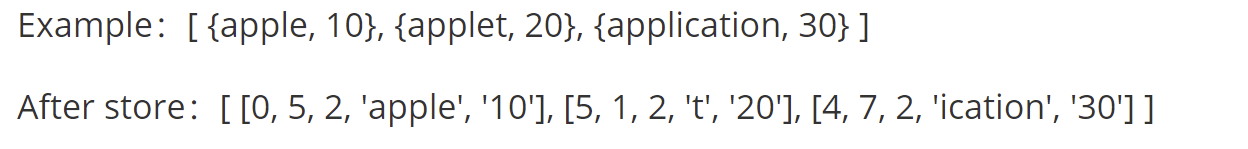 Example： [ {apple, 10}, {applet, 20}, {application, 30} ]
After store： [ [0, 5, 2, 'apple', '10'], [5, 1, 2, 't', '20'], [4, 7, 2, 'ication', '30'] ]